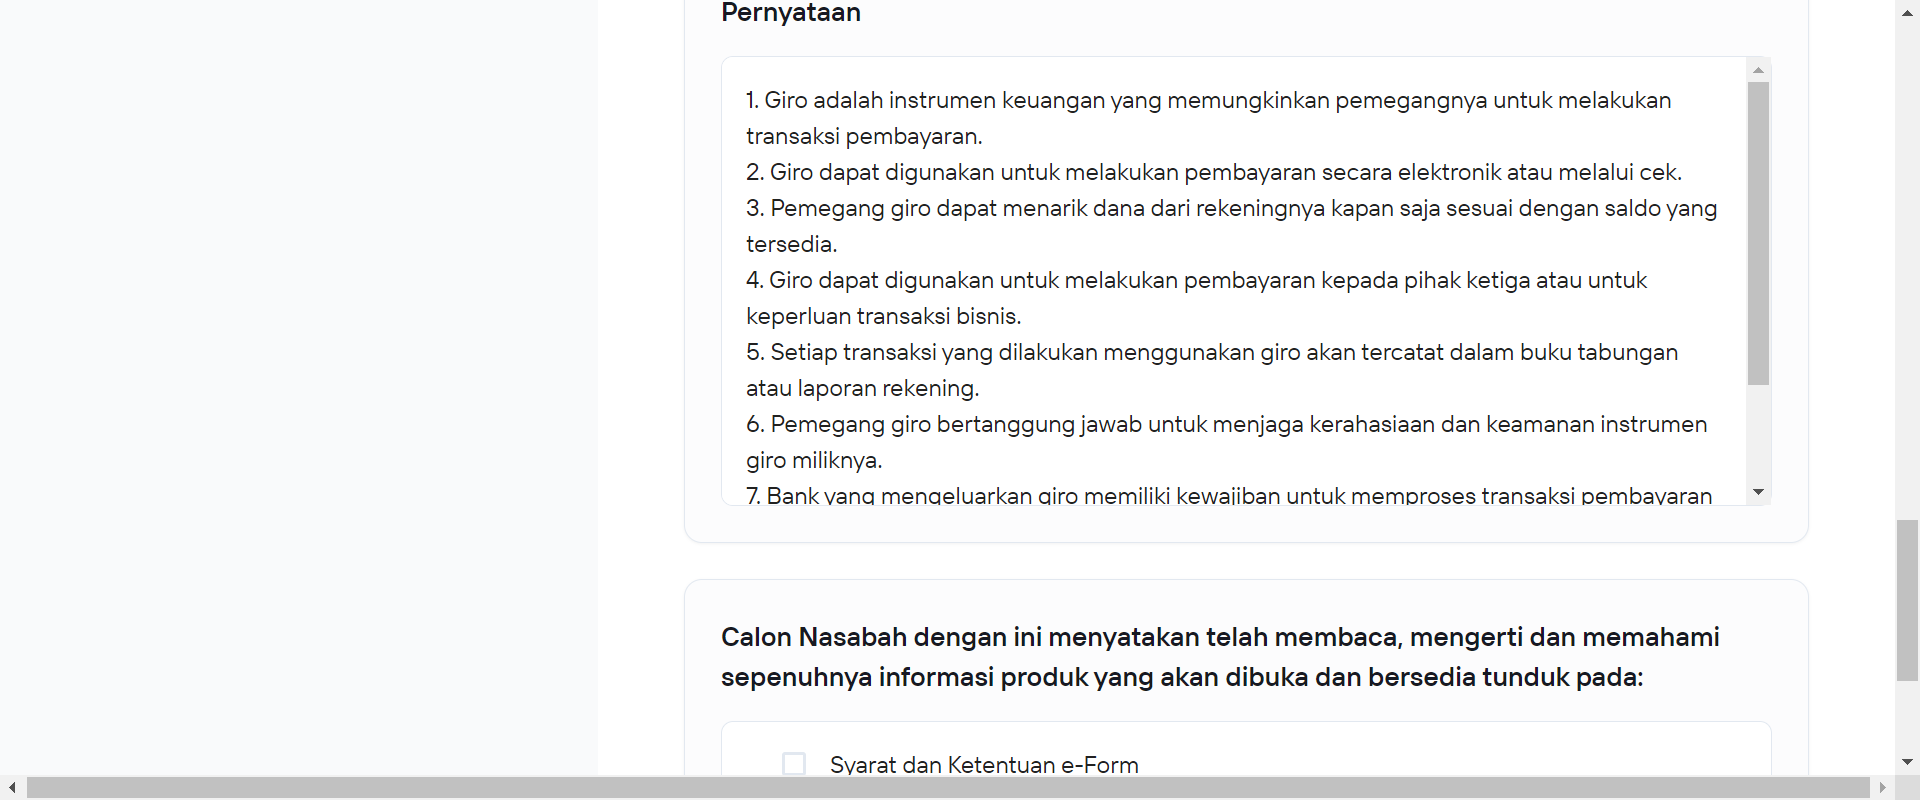 Pernyataan
1. Giro adalah instrumen keuangan yang memungkinkan pemegangnya untuk melakukan
transaksi pembayaran.
2. Giro dapat digunakan untuk melakukan pembayaran secara elektronik atau melalui cek.
3. Pemegang giro dapat menarik dana dari rekeningnya kapan saja sesuai dengan saldo yang
tersedia.
4. Giro dapat digunakan untuk melakukan pembayaran kepada pihak ketiga atau untuk
keperluan transaksi bisnis.
5. Setiap transaksi yang dilakukan menggunakan giro akan tercatat dalam buku tabungan
atau laporan rekening.
6. Pemegang giro bertanggung jawab untuk menjaga kerahasiaan dan keamanan instrumen
giro miliknya.
7. Bank yang mengeluarkan giro memiliki kewajiban untuk memproses transaksi pembayaran
Calon Nasabah dengan ini menyatakan telah membaca, mengerti dan memahami
sepenuhnya informasi produk yang akan dibuka dan bersedia tunduk pada:
Syarat dan Ketentuan e-Form